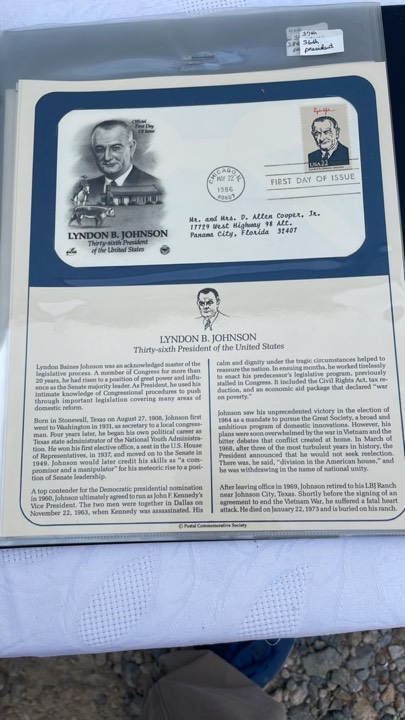 37th
36th
president
Official
First Day
Of Issue
LYNDON B. JOHNSON
Thirty-sixth President
of the United States
CHICAGO, IL
MAY 22
1986
60607
FIRST DAY OF ISSUE
USA 22
Lyndon B. Johnson
Mr. and Mrs. D. Allen Cooper, Jr.
17729 West Highway 98 Alt.
Panama City, Florida 32407
LYNDON B. JOHNSON
Thirty-sixth President of the United States
Lyndon Baines Johnson was an acknowledged master of the
legislative process. A member of Congress for more than
20 years, he had risen to a position of great power and influ-
ence as the Senate majority leader. As President, he used his
intimate knowledge of Congressional procedures to push
through important legislation covering many areas of
domestic reform.
Born in Stonewall, Texas on August 27, 1908, Johnson first
went to Washington in 1931, as secretary to a local congress-
man. Four years later, he began his own political career as
Texas state administrator of the National Youth Administra-
tion. He won his first elective office, a seat in the U.S. House
of Representatives, in 1937, and moved on to the Senate in
1949. Johnson would later credit his skills as "a com-
promisor and a manipulator" for his meteoric rise to a posi-
tion of Senate leadership.
A top contender for the Democratic presidential nomination
in 1960, Johnson ultimately agreed to run as John F. Kennedy's
Vice President. The two men were together in Dallas on
November 22, 1963, when Kennedy was assassinated. His
calm and dignity under the tragic circumstances helped to
reassure the nation. In ensuing months, he worked tirelessly
to enact his predecessor's legislative program, previously
stalled in Congress. It included the Civil Rights Act, tax re-
duction, and an economic aid package that declared "war
on poverty."
Johnson saw his unprecedented victory in the election of
1964 as a mandate to pursue the Great Society, a broad and
ambitious program of domestic innovations. However, his
plans were soon overwhelmed by the war in Vietnam and the
bitter debates that conflict created at home. In March of
1968, after three of the most turbulent years in history, the
President announced that he would not seek reelection.
There was, he said, "division in the American house," and
he was withdrawing in the name of national unity.
After leaving office in 1969, Johnson retired to his LBJ Ranch
near Johnson City, Texas. Shortly before the signing of an
agreement to end the Vietnam War, he suffered a fatal heart
attack. He died on January 22, 1973 and is buried on his ranch.
© Postal Commemorative Society